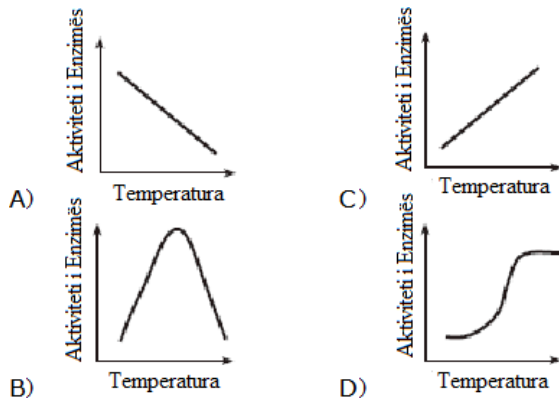 Aktiviteti i Enzimës
Temperatura
A)
Aktiviteti i Enzimës
Temperatura
C)
Aktiviteti i Enzimës
Temperatura
B)
Aktiviteti i Enzimës
Temperatura
D)